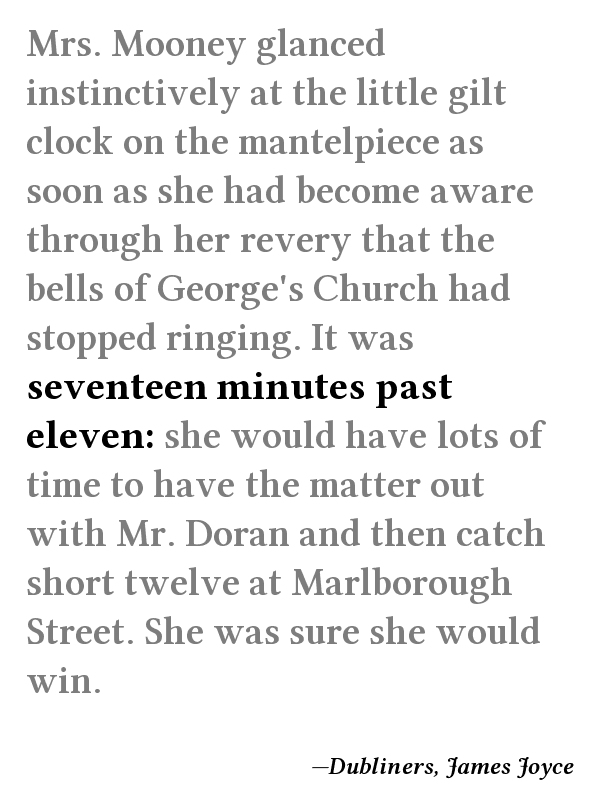 Mrs. Mooney glanced
instinctively at the little gilt
clock on the mantelpiece as
soon as she had become aware
through her revery that the
bells of George's Church had
stopped ringing. It was
seventeen minutes past
eleven: she would have lots of
time to have the matter out
with Mr. Doran and then catch
short twelve at Marlborough
Street. She was sure she would
win.
—Dubliners, James Joyce